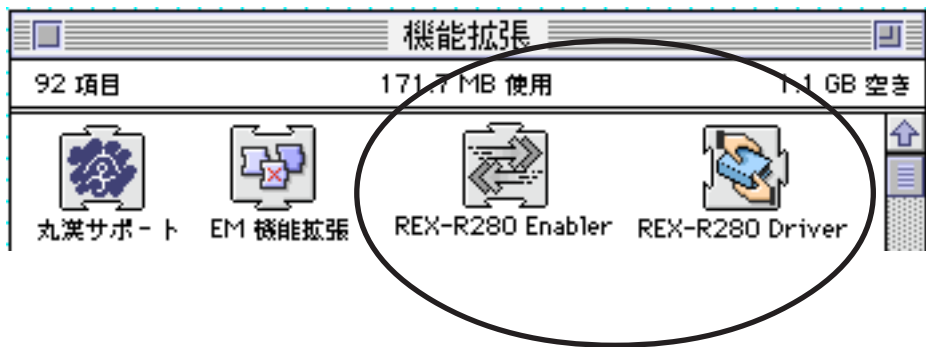 機能拡張
92 項目 171.7 MB 使用 1.1 GB 空き
丸漢サポート EM 機能拡張 REX-R280 Enabler REX-R280 Driver